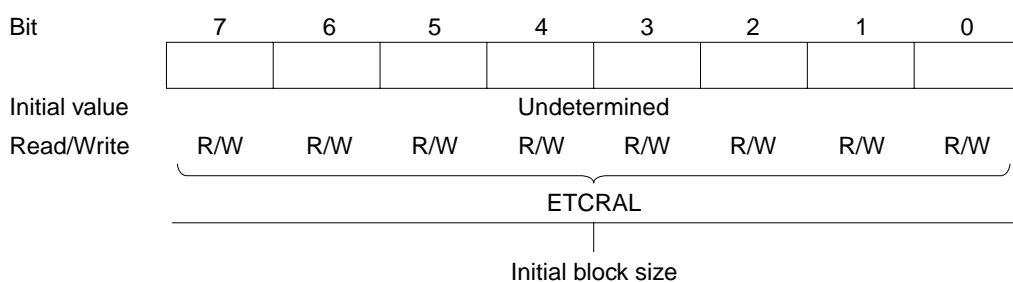 Bit 7 6 5 4 3 2 1 0
Initial value Undetermined
Read/Write R/W R/W R/W R/W R/W R/W R/W R/W
ETCRAL
Initial block size